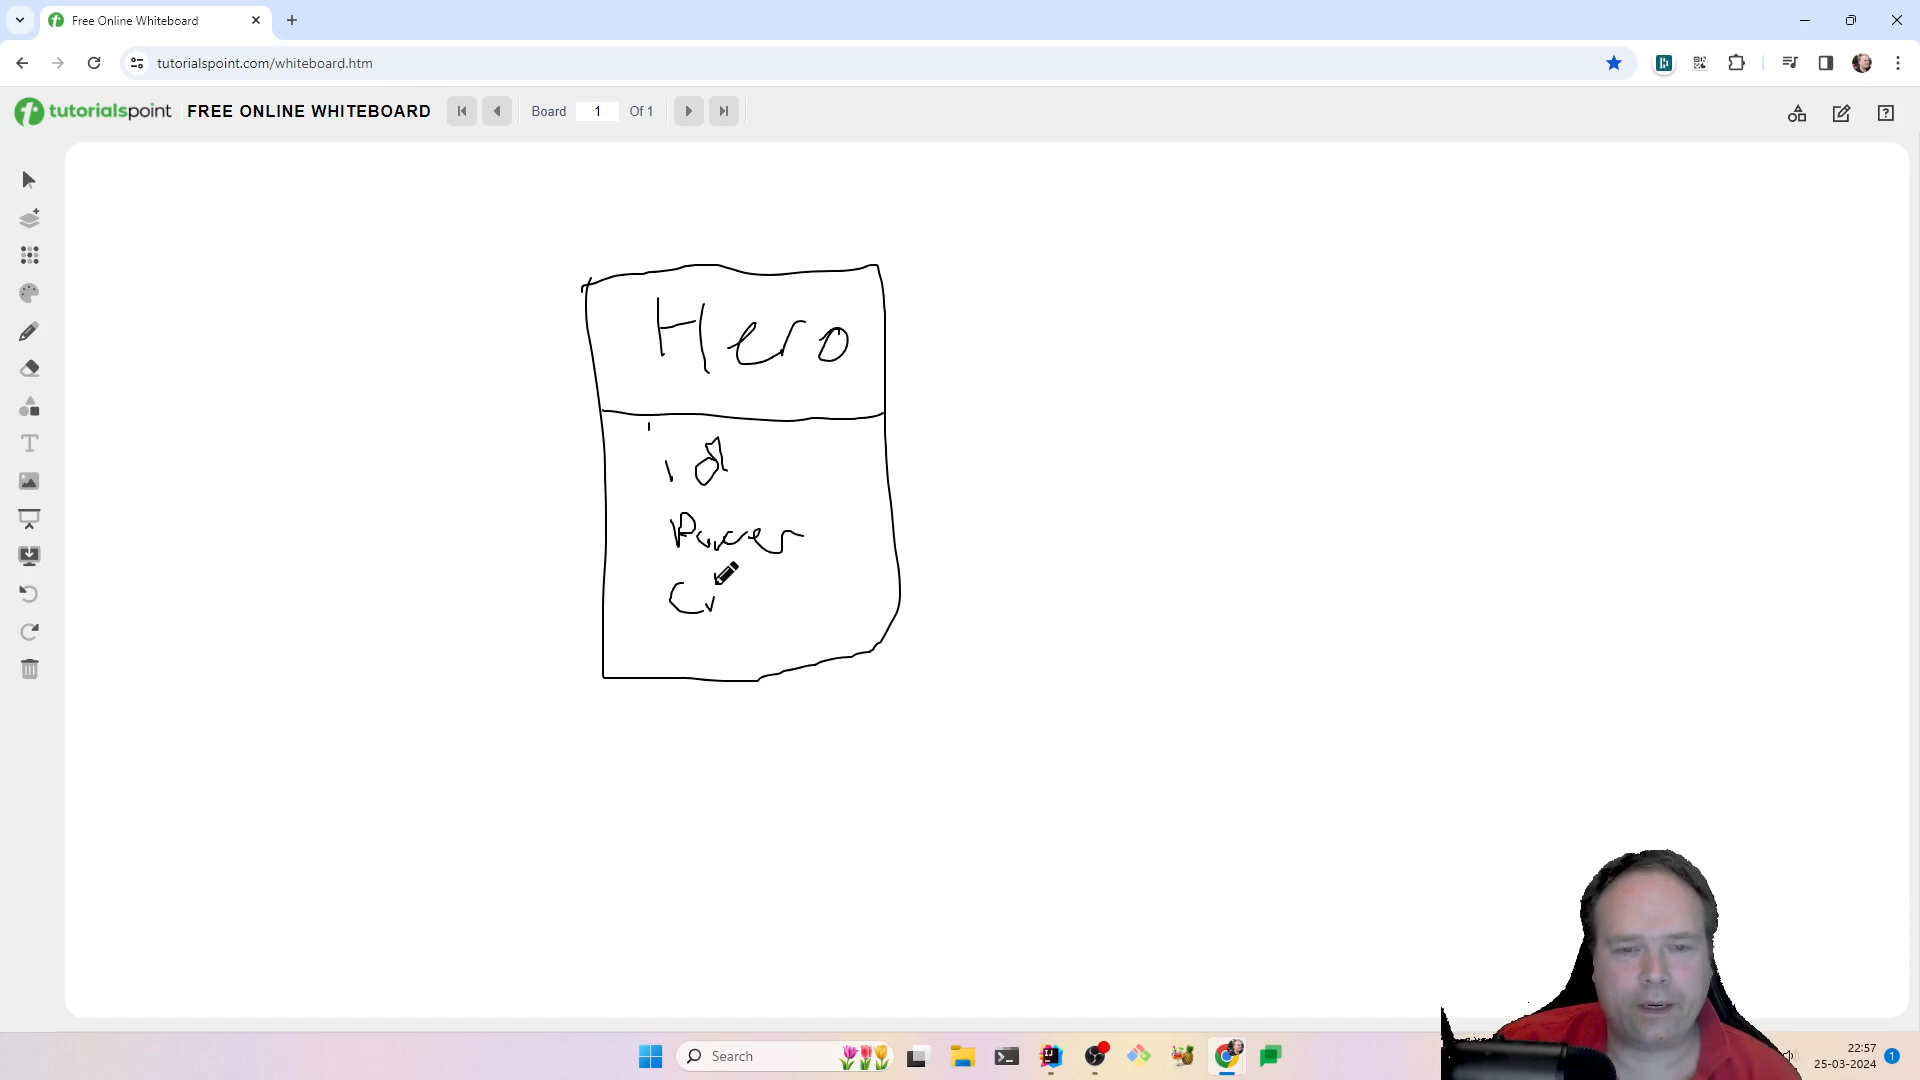 Free Online Whiteboard
tutorialspoint.com/whiteboard.htm
tutorialspoint FREE ONLINE WHITEBOARD Board 1 Of 1
Hero
id
Power
Search
22:57
25-03-2024
1